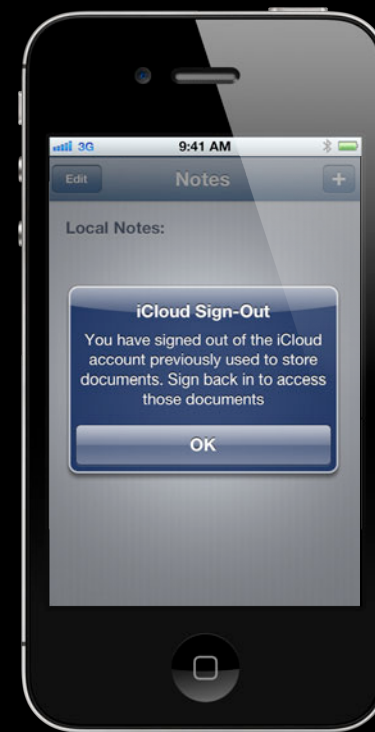 3G 9:41 AM
Edit Notes +
Local Notes:
iCloud Sign-Out
You have signed out of the iCloud
account previously used to store
documents. Sign back in to access
those documents
OK